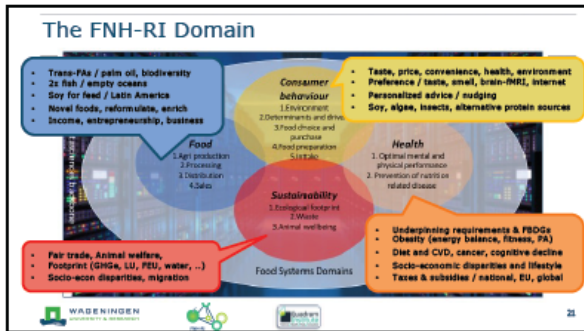 The FNH-RI Domain
• Trans-FAs / palm oil, biodiversity
• 2x fish / empty oceans
• Soy for feed / Latin America
• Novel foods, reformulate, enrich
• Income, entrepreneurship, business
• Taste, price, convenience, health, environment
• Preference / taste, smell, brain-fMRI, internet
• Personalized advice / nudging
• Soy, algae, insects, alternative protein sources
Consumer
behaviour
1.Environment
2.Determinants and drive
3.Food choice and
purchase
4.Food preparation
5.Intake
Food
1.Agri production
2.Processing
3.Distribution
4.Sales
Health
1. Optimal mental and
physical performance
2. Prevention of nutrition
related disease
Sustainability
1.Ecological footprint
2.Waste
3.Animal wellbeing
• Fair trade, Animal welfare,
• Footprint (GHGe, LU, FEU, water, ..)
• Socio-econ disparities, migration
• Underpinning requirements & FBDGs
• Obesity (energy balance, fitness, PA)
• Diet and CVD, cancer, cognitive decline
• Socio-economic disparities and lifestyle
• Taxes & subsidies / national, EU, global
Food Systems Domains
WAGENINGEN
UNIVERSITY & RESEARCH
Quadram
21